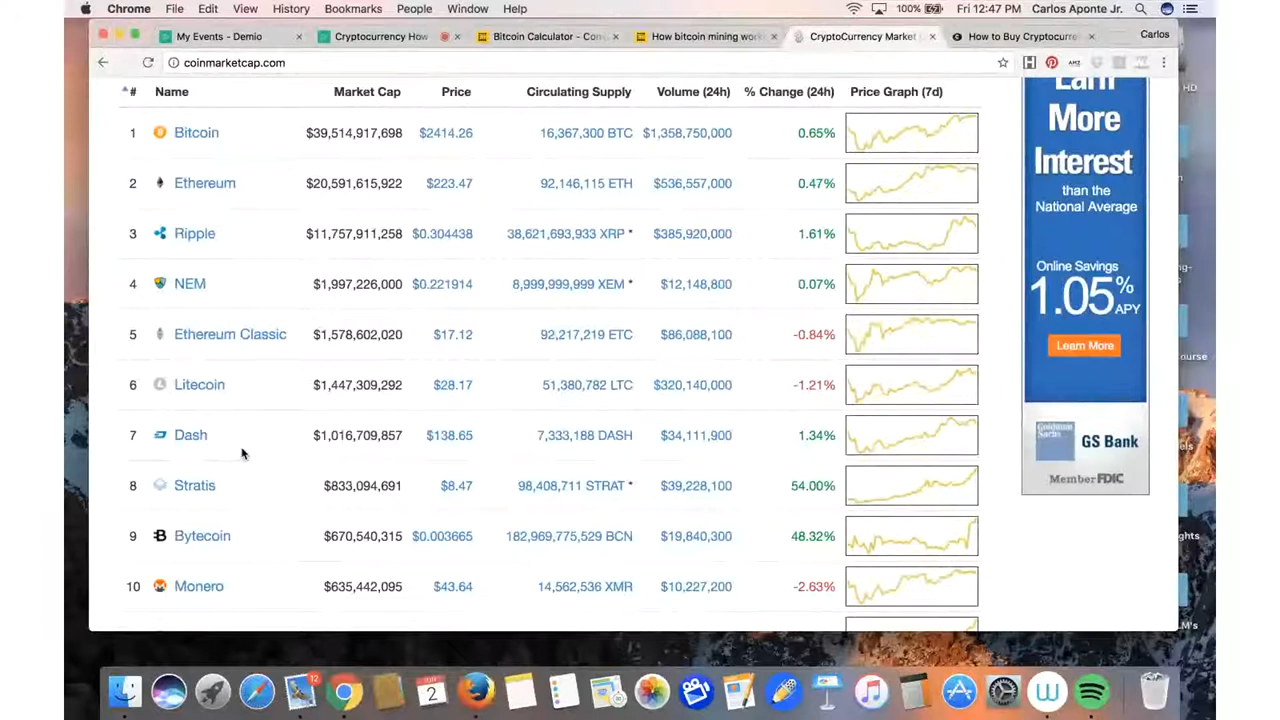 Chrome File Edit View History Bookmarks People Window Help 100% Fri 12:47 PM Carlos Aponte Jr.
My Events - Demio × Cryptocurrency How × Bitcoin Calculator - Con × How bitcoin mining work × CryptoCurrency Market × How to Buy Cryptocurre × Carlos
coinmarketcap.com
# Name Market Cap Price Circulating Supply Volume (24h) % Change (24h) Price Graph (7d)
1 Bitcoin $39,514,917,698 $2414.26 16,367,300 BTC $1,358,750,000 0.65%
2 Ethereum $20,591,615,922 $223.47 92,146,115 ETH $536,557,000 0.47%
3 Ripple $11,757,911,258 $0.304438 38,621,693,933 XRP * $385,920,000 1.61%
4 NEM $1,997,226,000 $0.221914 8,999,999,999 XEM * $12,148,800 0.07%
5 Ethereum Classic $1,578,602,020 $17.12 92,217,219 ETC $86,088,100 -0.84%
6 Litecoin $1,447,309,292 $28.17 51,380,782 LTC $320,140,000 -1.21%
7 Dash $1,016,709,857 $138.65 7,333,188 DASH $34,111,900 1.34%
8 Stratis $833,094,691 $8.47 98,408,711 STRAT * $39,228,100 54.00%
9 Bytecoin $670,540,315 $0.003665 182,969,775,529 BCN $19,840,300 48.32%
10 Monero $635,442,095 $43.64 14,562,536 XMR $10,227,200 -2.63%
Earn
More
Interest
than the
National Average
Online Savings
1.05% APY
Learn More
Goldman
Sachs
GS Bank
Member FDIC
HD
ourse
els
ghts
LM's
12
2